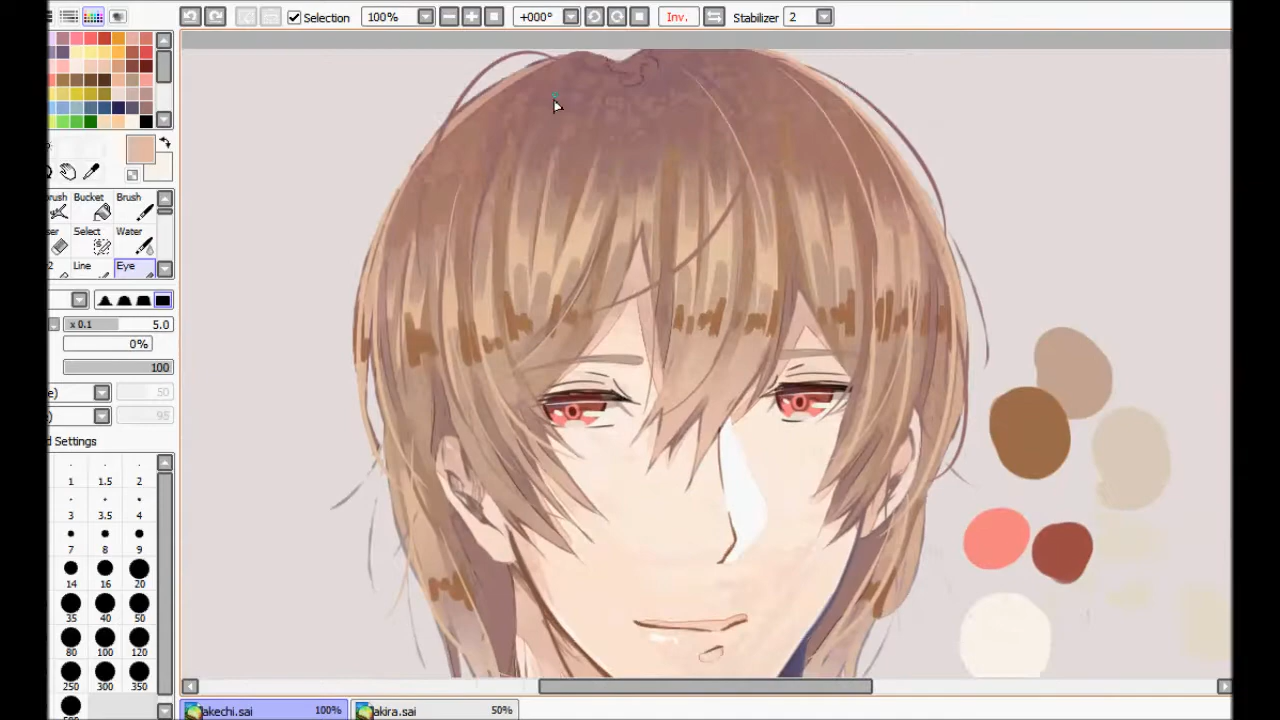 Selection 100% +000° Inv. Stabilizer 2
Bucket Brush
Select Water
Line Eye
x 0.1 5.0
0%
100
50
95
Settings
1 1.5 2
3 3.5 4
7 8 9
14 16 20
35 40 50
80 100 120
250 300 350
akechi.sai 100% akira.sai 50%